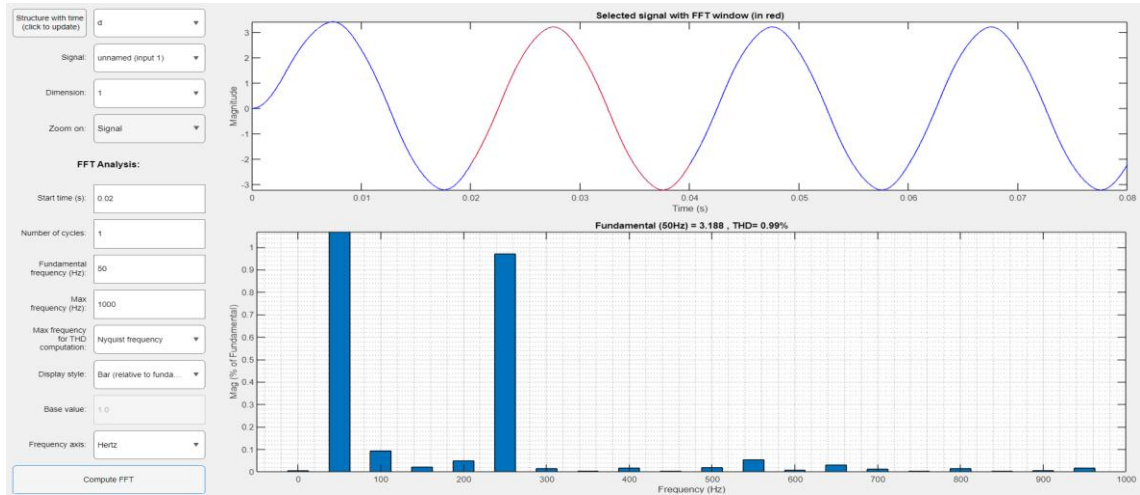 Structure with time
(click to update)
d
Signal:
unnamed (input 1)
Dimension:
1
Zoom on:
Signal
FFT Analysis:
Start time (s):
0.02
Number of cycles:
1
Fundamental
frequency (Hz):
50
Max
frequency (Hz):
1000
Max frequency
for THD
computation:
Nyquist frequency
Display style:
Bar (relative to funda...
Base value:
1.0
Frequency axis:
Hertz
Compute FFT
Selected signal with FFT window (in red)
Magnitude
3
2
1
0
-1
-2
-3
0 0.01 0.02 0.03 0.04 0.05 0.06 0.07 0.08
Time (s)
Fundamental (50Hz) = 3.188 , THD= 0.99%
Mag (% of Fundamental)
1
0.9
0.8
0.7
0.6
0.5
0.4
0.3
0.2
0.1
0
0 100 200 300 400 500 600 700 800 900 1000
Frequency (Hz)